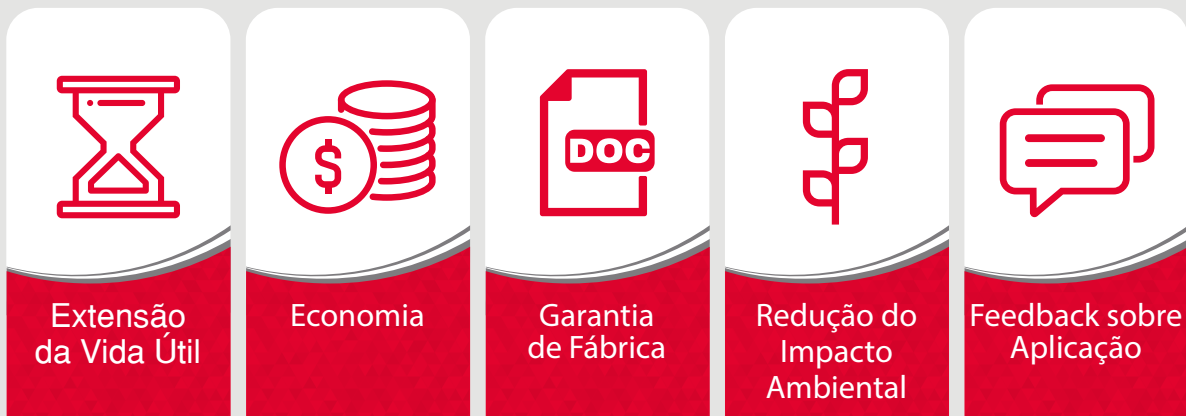 $
DOC
Extensão
da Vida Útil
Economia
Garantia
de Fábrica
Redução do
Impacto
Ambiental
Feedback sobre
Aplicação